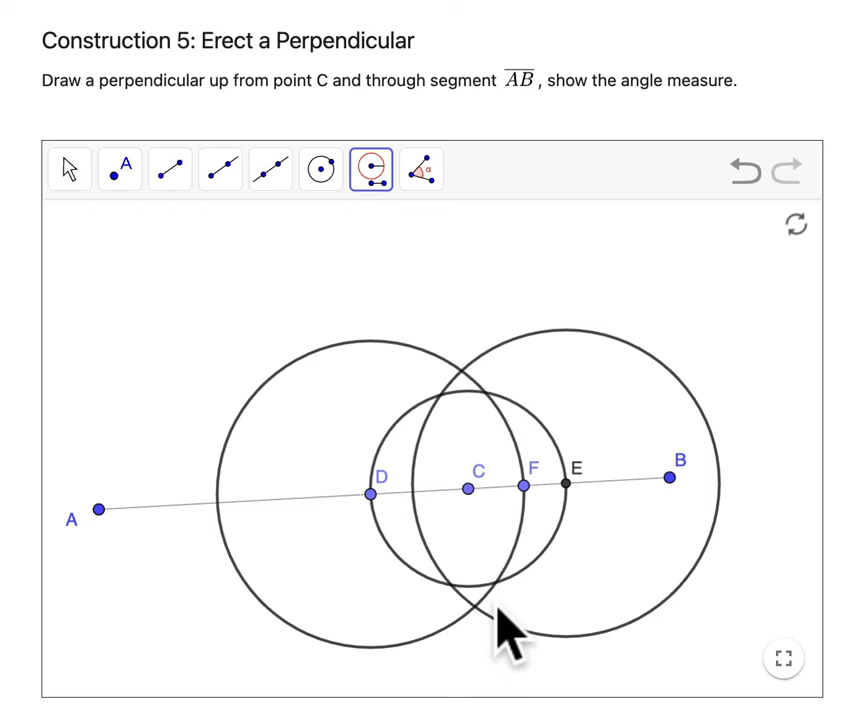 Construction 5: Erect a Perpendicular
Draw a perpendicular up from point C and through segment AB, show the angle measure.
A
α
D
C
F
E
B
A